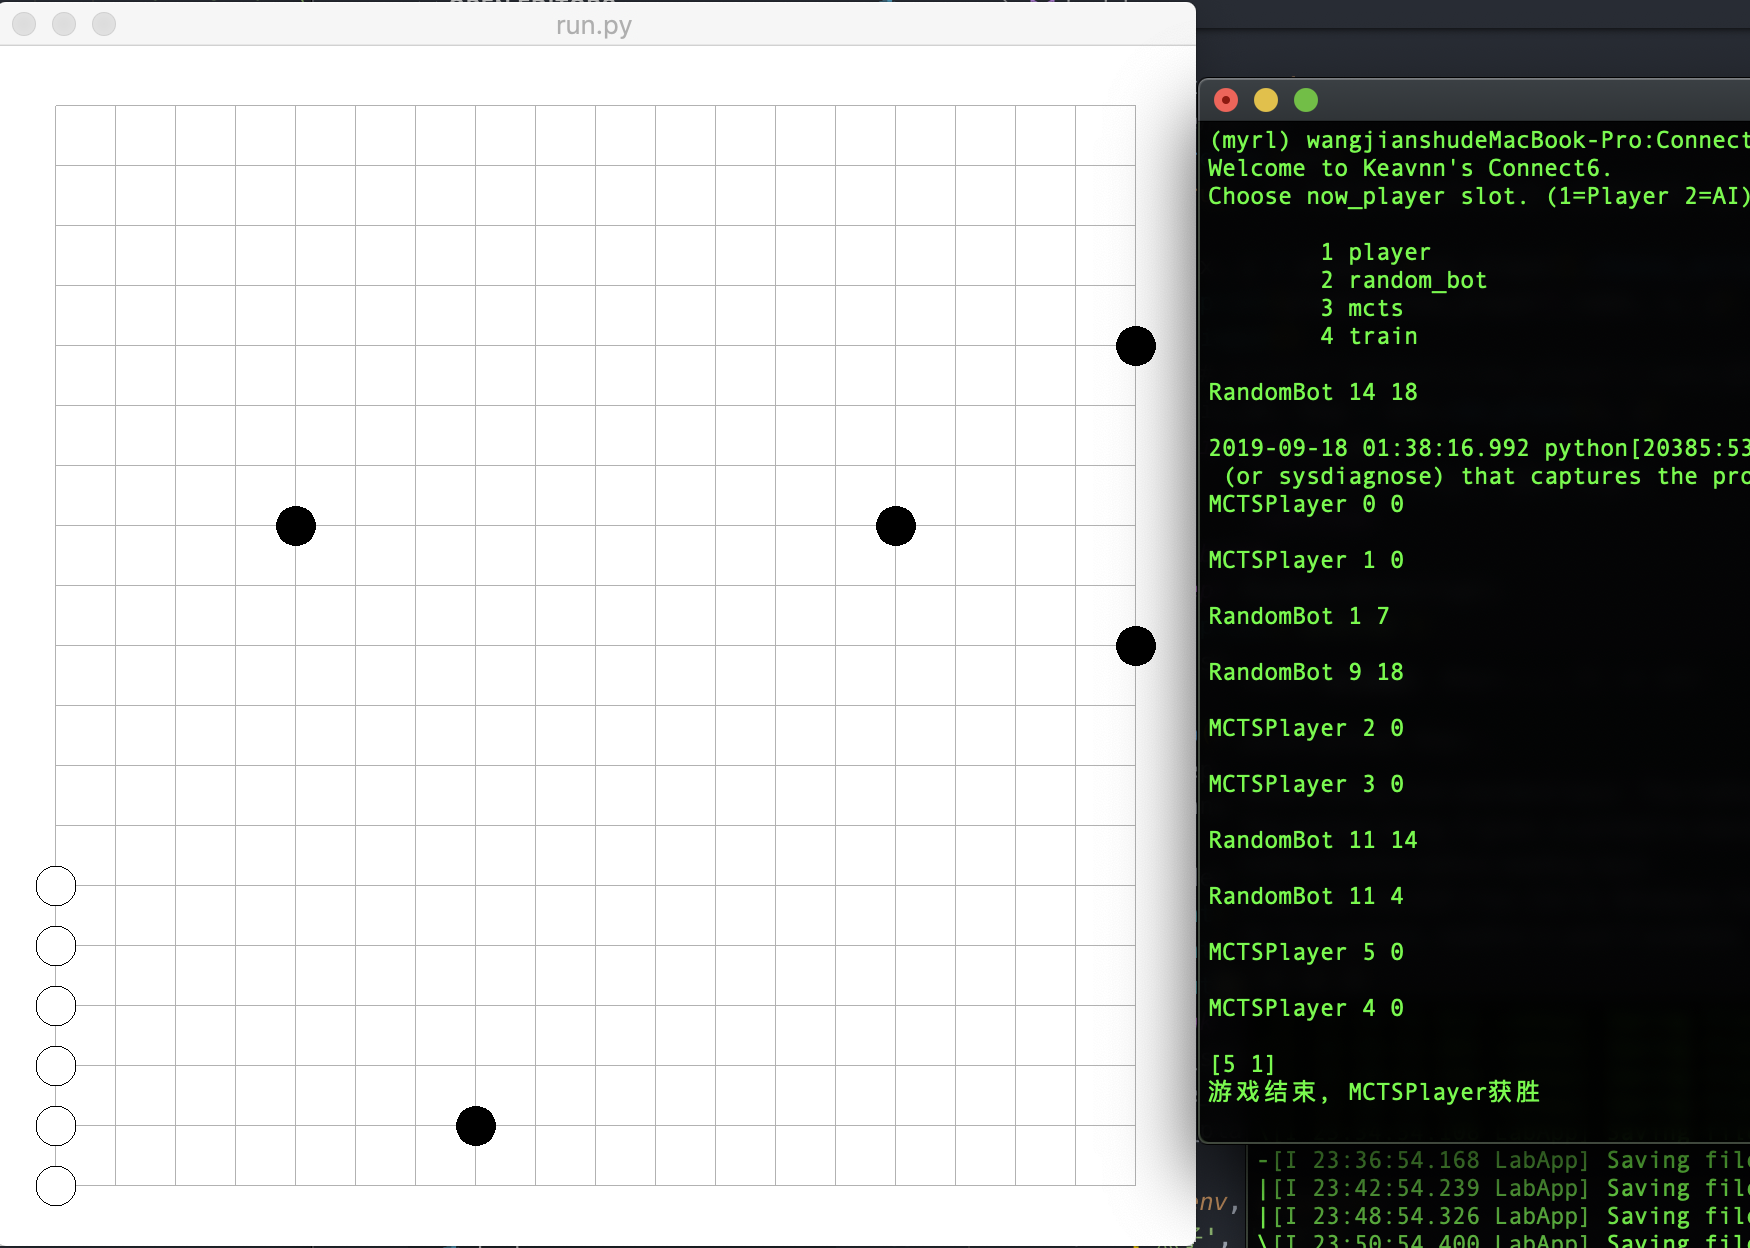 run.py
(myrl) wangjianshudeMacBook-Pro:Connect
Welcome to Keavnn's Connect6.
Choose now_player slot. (1=Player 2=AI)
1 player
2 random_bot
3 mcts
4 train
RandomBot 14 18
2019-09-18 01:38:16.992 python[20385:53
(or sysdiagnose) that captures the pro
MCTSPlayer 0 0
MCTSPlayer 1 0
RandomBot 1 7
RandomBot 9 18
MCTSPlayer 2 0
MCTSPlayer 3 0
RandomBot 11 14
RandomBot 11 4
MCTSPlayer 5 0
MCTSPlayer 4 0
[5 1]
游戏结束, MCTSPlayer获胜
-[I 23:36:54.168 LabApp] Saving file
|[I 23:42:54.239 LabApp] Saving file
|[I 23:48:54.326 LabApp] Saving file
\[I 23:50:54.400 LabApp] Saving file
env,